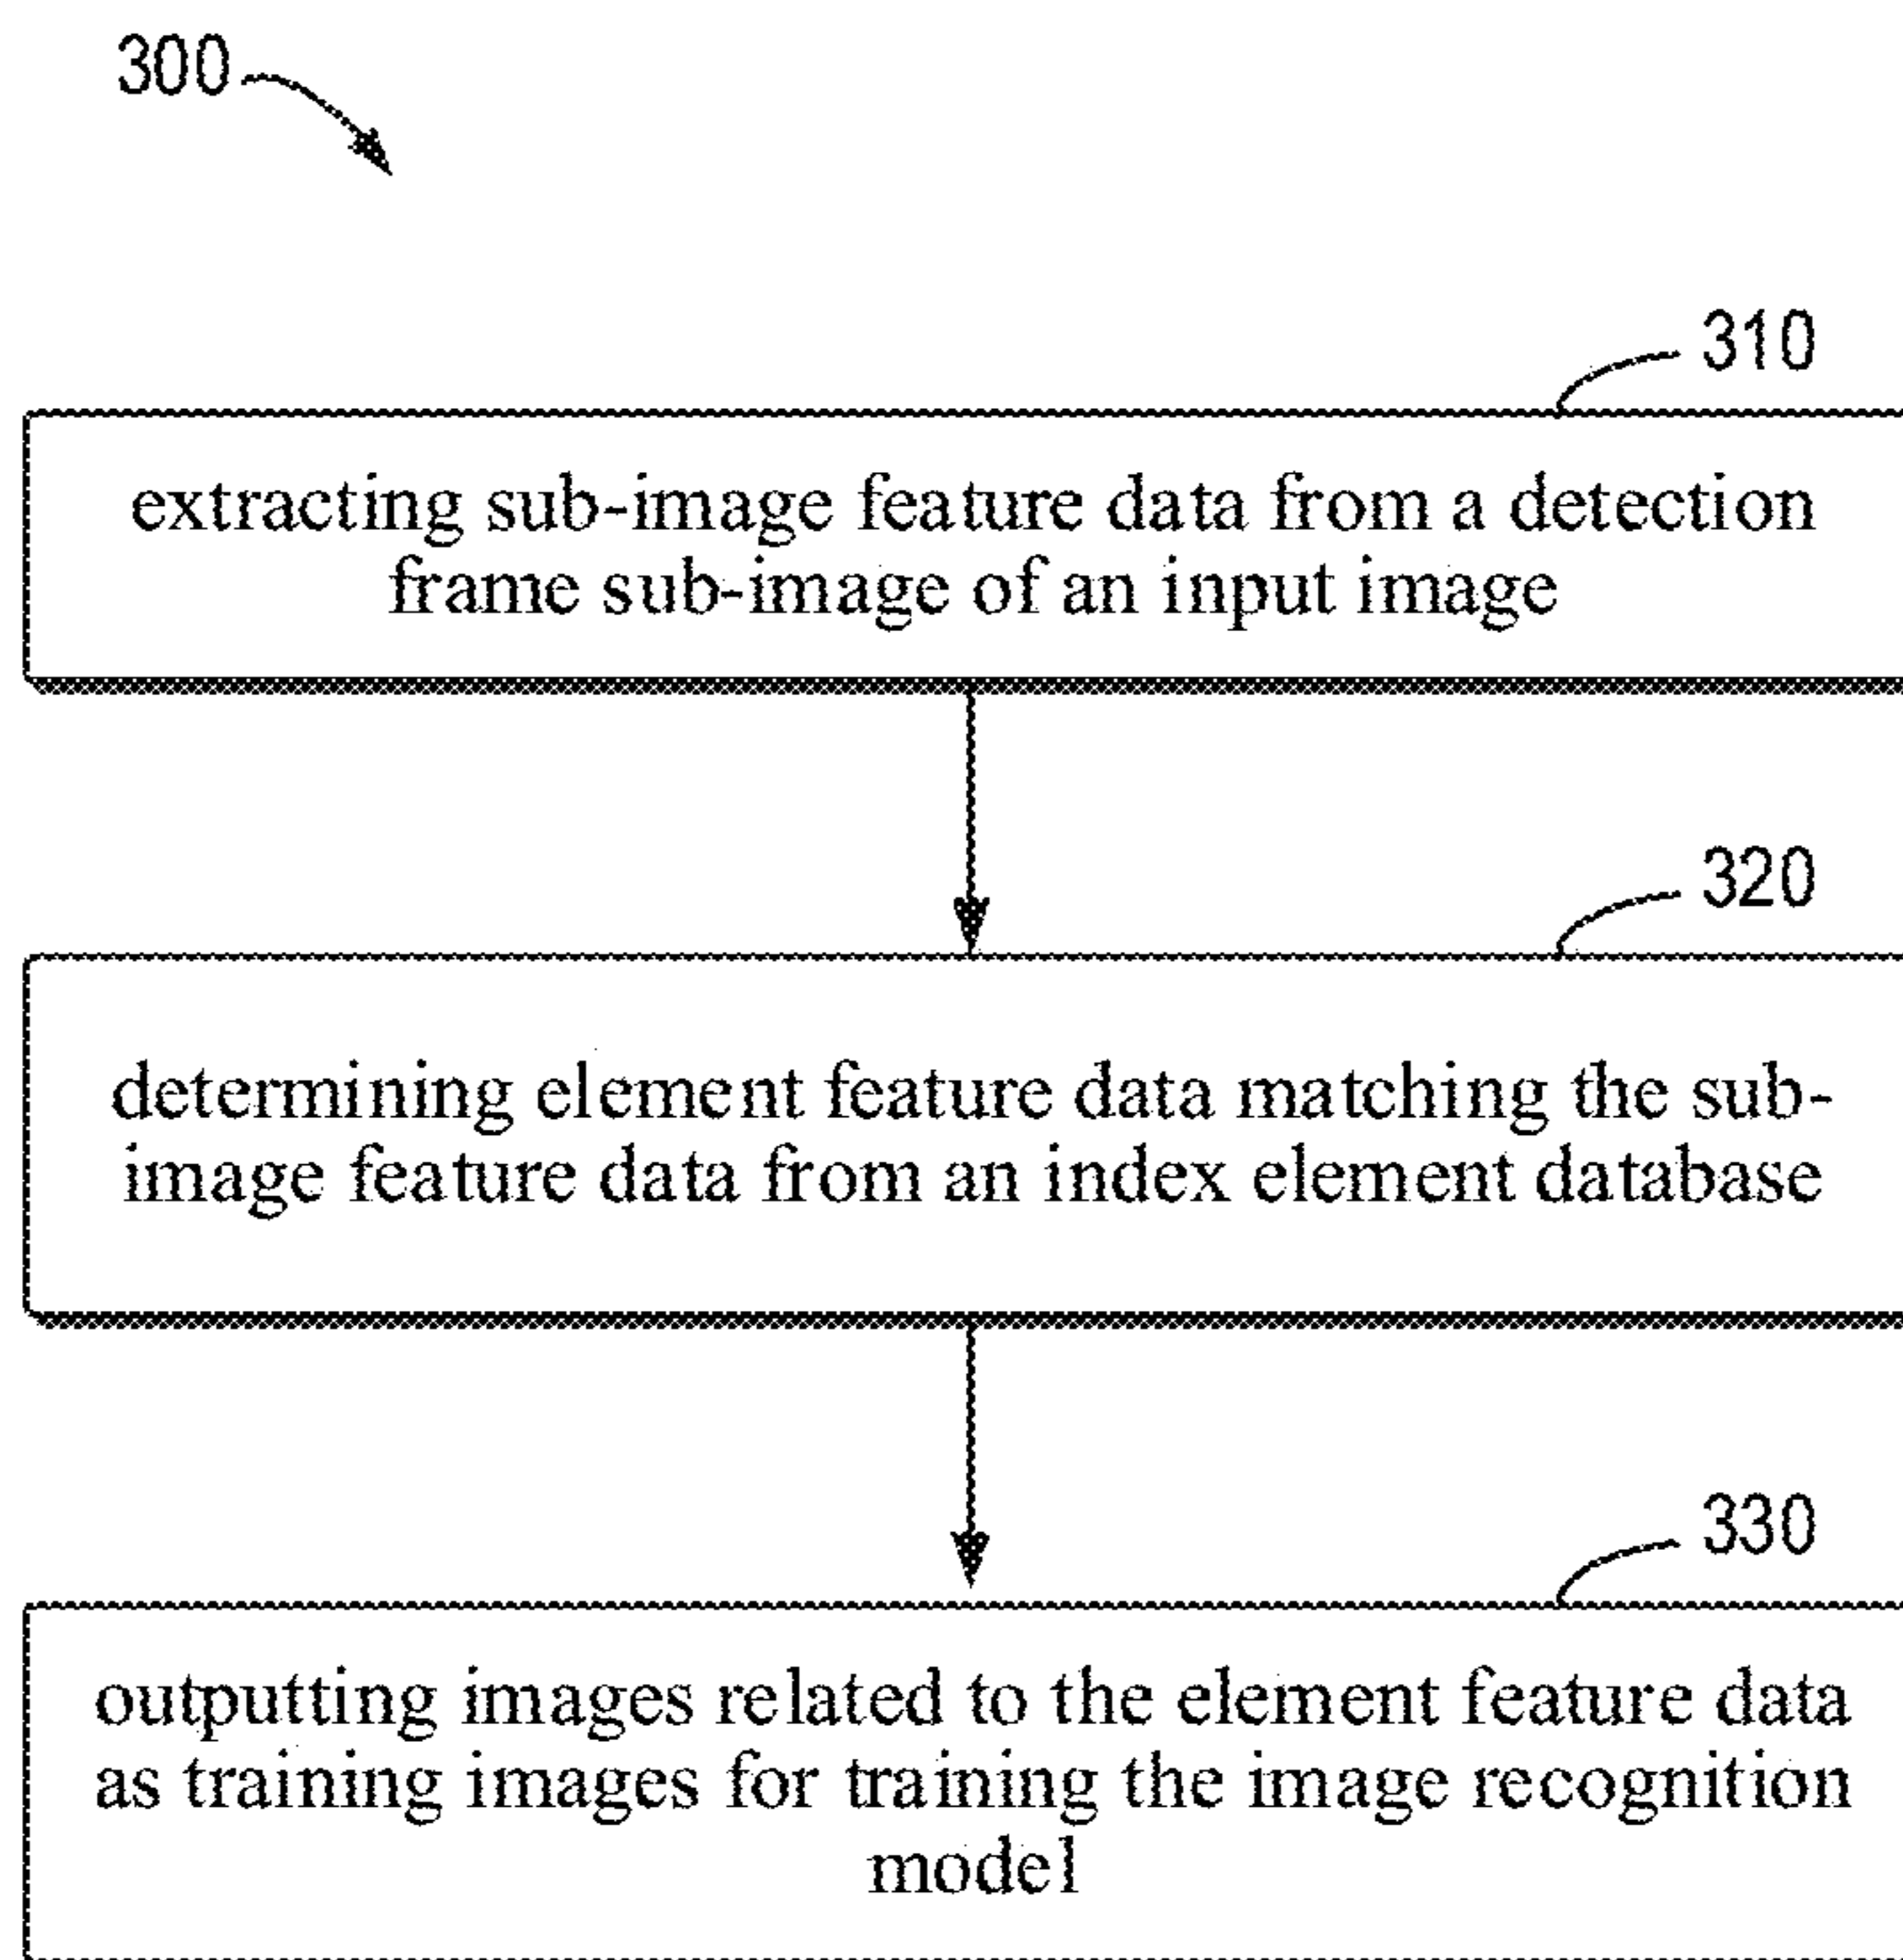 300
310
extracting sub-image feature data from a detection
frame sub-image of an input image
320
determining element feature data matching the sub-
image feature data from an index element database
330
outputting images related to the element feature data
as training images for training the image recognition
model